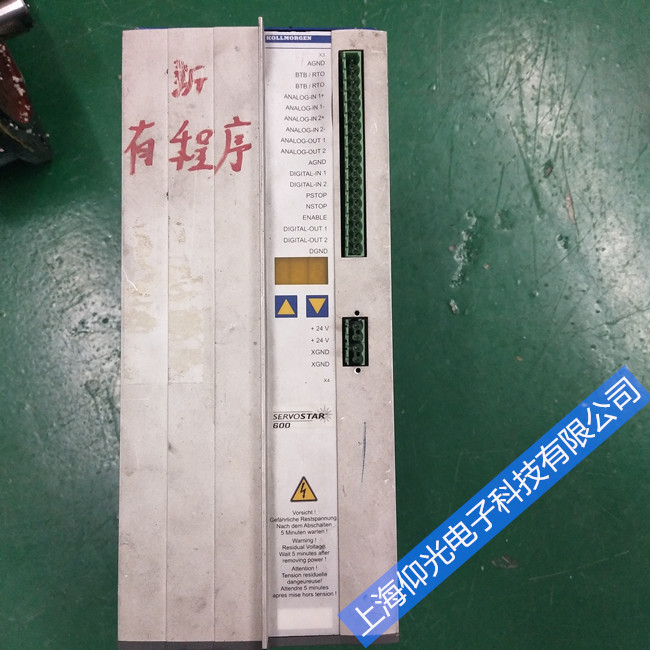 新
有程序
KOLLMORGEN
X3
AGND
BTB / RTO
BTB / RTO
ANALOG-IN 1+
ANALOG-IN 1-
ANALOG-IN 2+
ANALOG-IN 2-
ANALOG-OUT 1
ANALOG-OUT 2
AGND
DIGITAL-IN 1
DIGITAL-IN 2
PSTOP
NSTOP
ENABLE
DIGITAL-OUT 1
DIGITAL-OUT 2
DGND
+ 24 V
+ 24 V
XGND
XGND
X4
SERVOSTAR
600
Vorsicht !
Gefährliche Restspannung
Nach dem Abschalten
5 Minuten warten !
Warning !
Residual Voltage
Wait 5 minutes after
removing power !
Attention !
Tension residuelle
dangeureuse!
Attendre 5 minutes
apres mise hors tension !
上海仰光电子科技有限公司